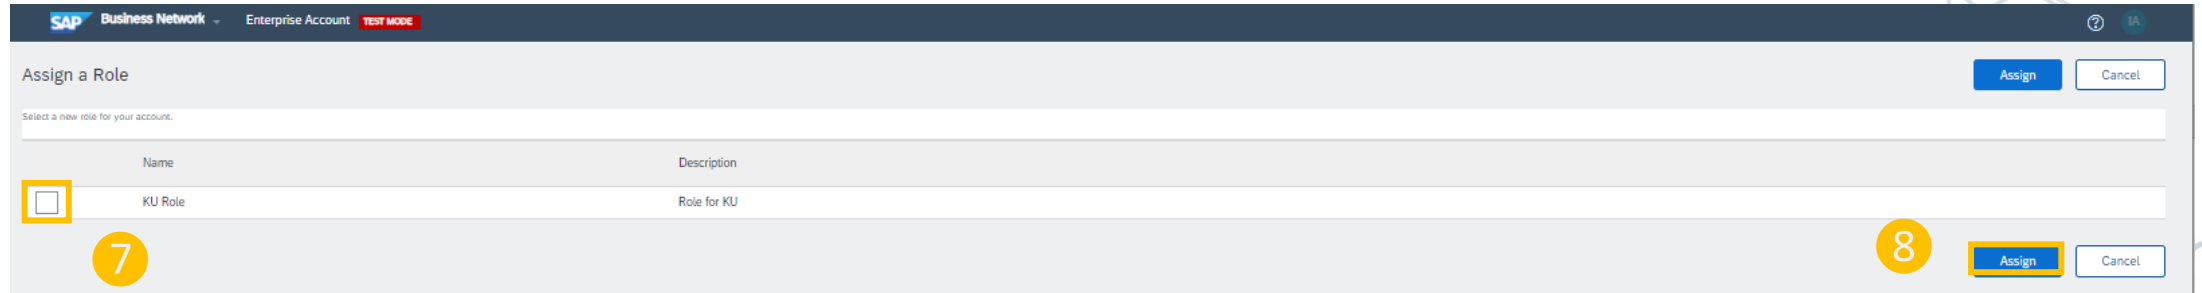 SAP Business Network Enterprise Account TEST MODE IA
Assign a Role Assign Cancel
Select a new role for your account.
Name Description
KU Role Role for KU
7 8 Assign Cancel